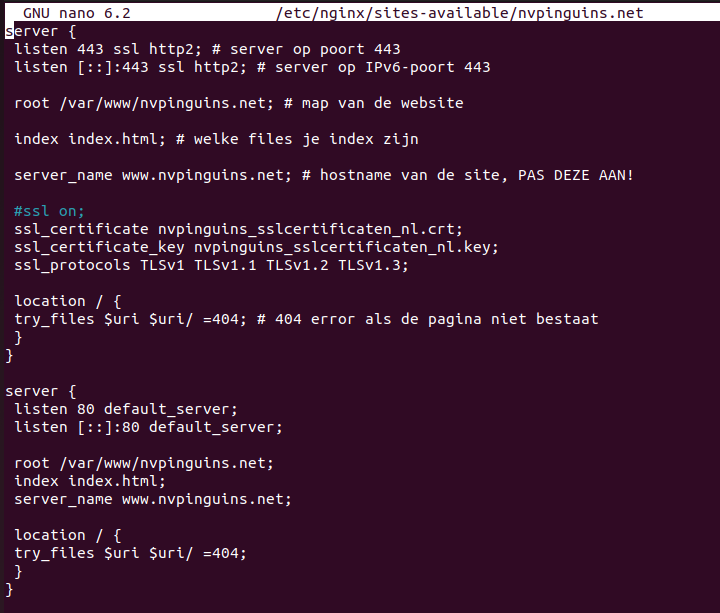 GNU nano 6.2 /etc/nginx/sites-available/nvpinguins.net
server {
listen 443 ssl http2; # server op poort 443
listen [::]:443 ssl http2; # server op IPv6-poort 443
root /var/www/nvpinguins.net; # map van de website
index index.html; # welke files je index zijn
server_name www.nvpinguins.net; # hostname van de site, PAS DEZE AAN!
#ssl on;
ssl_certificate nvpinguins_sslcertificaten_nl.crt;
ssl_certificate_key nvpinguins_sslcertificaten_nl.key;
ssl_protocols TLSv1 TLSv1.1 TLSv1.2 TLSv1.3;
location / {
try_files $uri $uri/ =404; # 404 error als de pagina niet bestaat
}
}
server {
listen 80 default_server;
listen [::]:80 default_server;
root /var/www/nvpinguins.net;
index index.html;
server_name www.nvpinguins.net;
location / {
try_files $uri $uri/ =404;
}
}